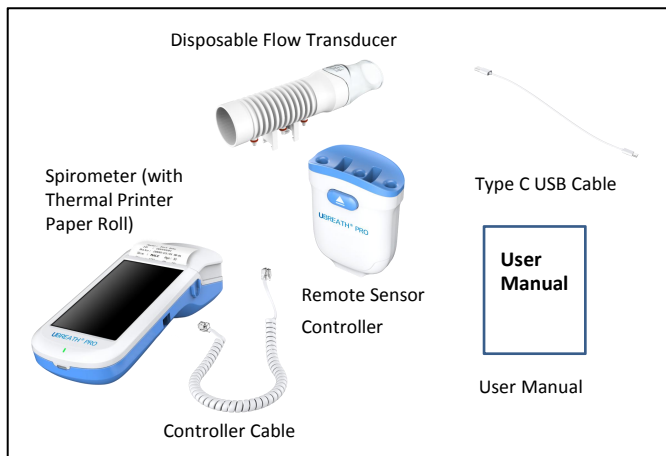 Disposable Flow Transducer
Type C USB Cable
Spirometer (with
Thermal Printer
Paper Roll)
UBREATH® PRO
UBREATH® PRO
Remote Sensor
Controller
User
Manual
User Manual
Controller Cable